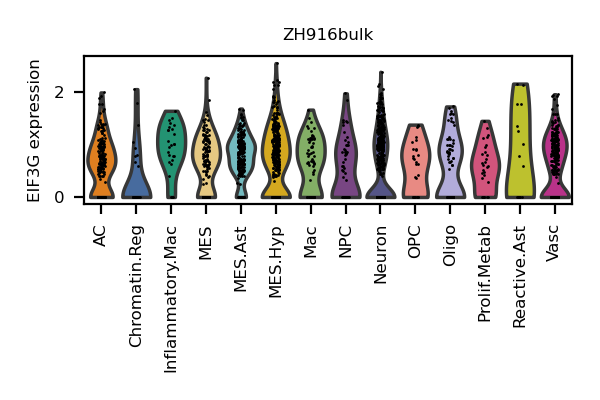 ZH916bulk
EIF3G expression
2
0
AC
Chromatin.Reg
Inflammatory.Mac
MES
MES.Ast
MES.Hyp
Mac
NPC
Neuron
OPC
Oligo
Prolif.Metab
Reactive.Ast
Vasc